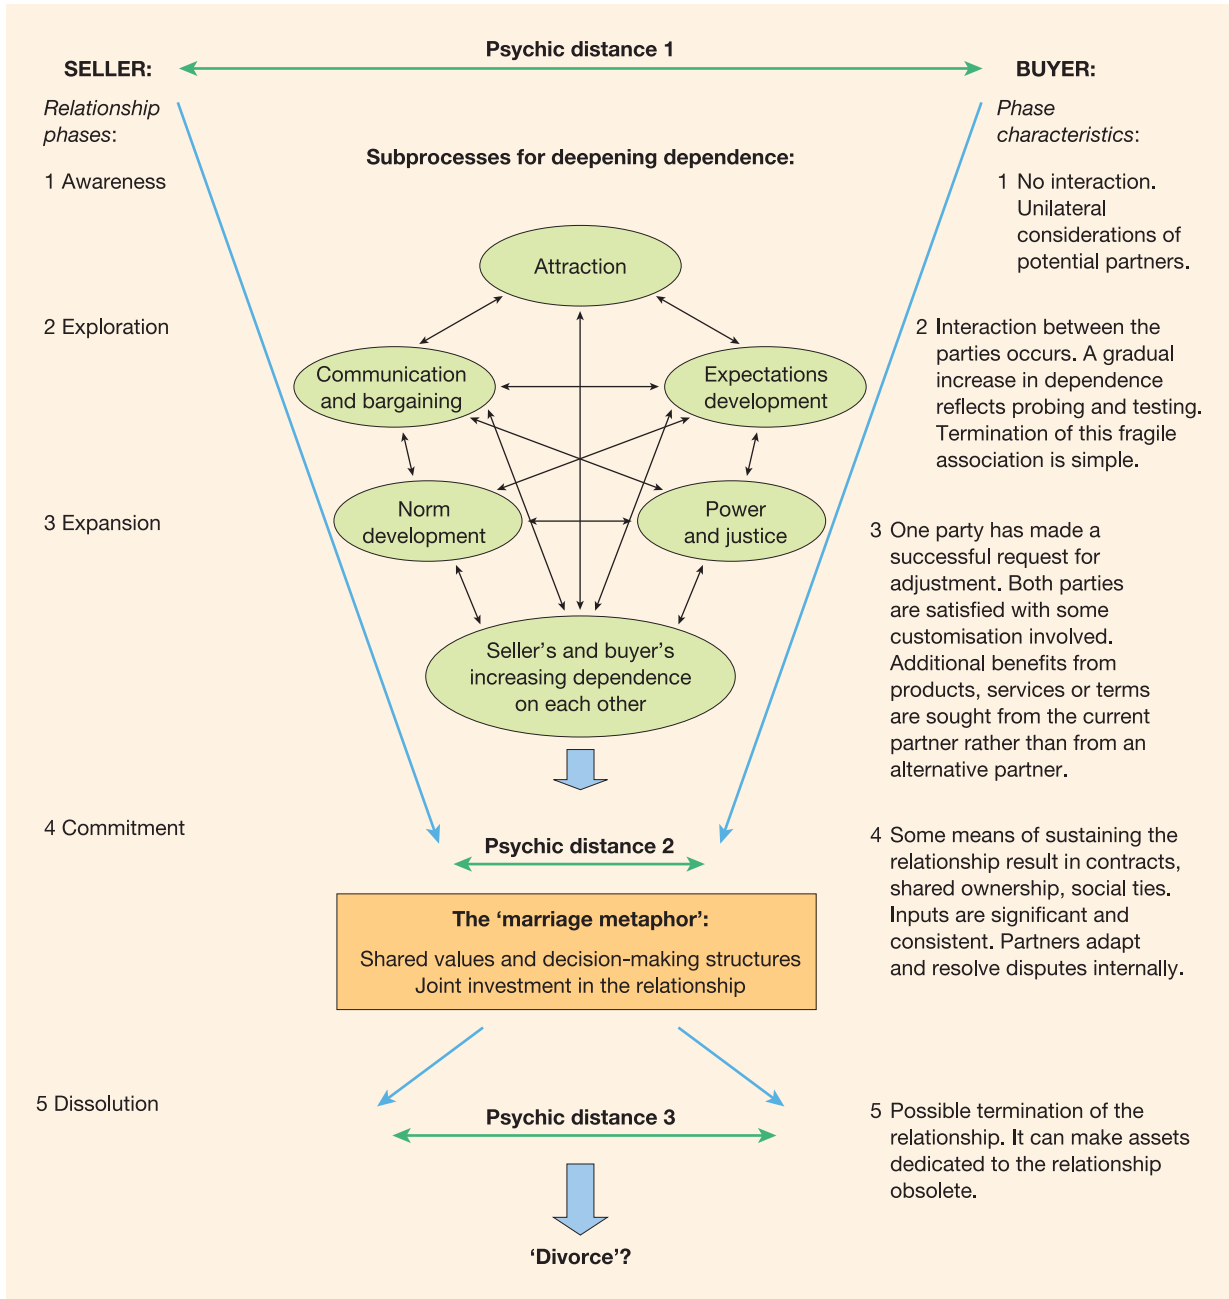 Psychic distance 1
SELLER:
BUYER:
Relationship
phases:
Phase
characteristics:
Subprocesses for deepening dependence:
1 Awareness
1 No interaction.
Unilateral
considerations of
potential partners.
Attraction
2 Exploration
2 Interaction between the
parties occurs. A gradual
increase in dependence
reflects probing and testing.
Termination of this fragile
association is simple.
Communication
and bargaining
Expectations
development
Norm
development
Power
and justice
3 Expansion
3 One party has made a
successful request for
adjustment. Both parties
are satisfied with some
customisation involved.
Additional benefits from
products, services or terms
are sought from the current
partner rather than from an
alternative partner.
Seller’s and buyer’s
increasing dependence
on each other
4 Commitment
4 Some means of sustaining the
relationship result in contracts,
shared ownership, social ties.
Inputs are significant and
consistent. Partners adapt
and resolve disputes internally.
Psychic distance 2
The ‘marriage metaphor’:
Shared values and decision-making structures
Joint investment in the relationship
5 Dissolution
5 Possible termination of the
relationship. It can make assets
dedicated to the relationship
obsolete.
Psychic distance 3
‘Divorce’?